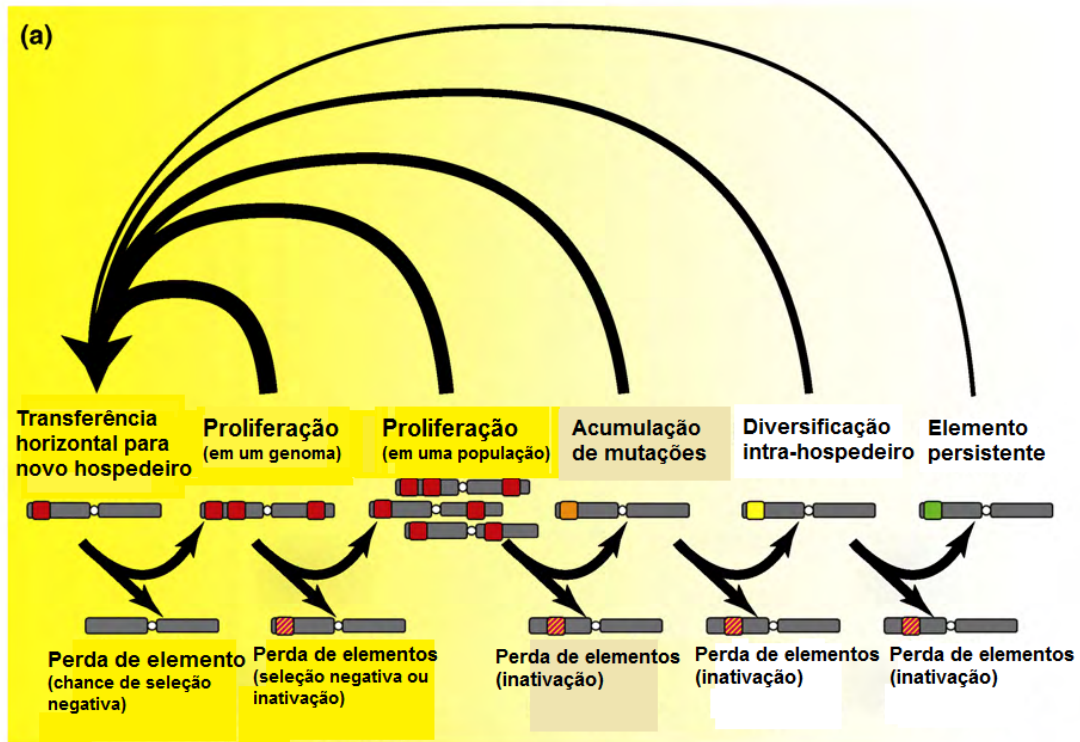 (a)
Transferência
horizontal para
novo hospedeiro
Proliferação
(em um genoma)
Proliferação
(em uma população)
Acumulação
de mutações
Diversificação
intra-hospedeiro
Elemento
persistente
Perda de elemento
(chance de seleção
negativa)
Perda de elementos
(seleção negativa ou
inativação)
Perda de elementos
(inativação)
Perda de elementos
(inativação)
Perda de elementos
(inativação)